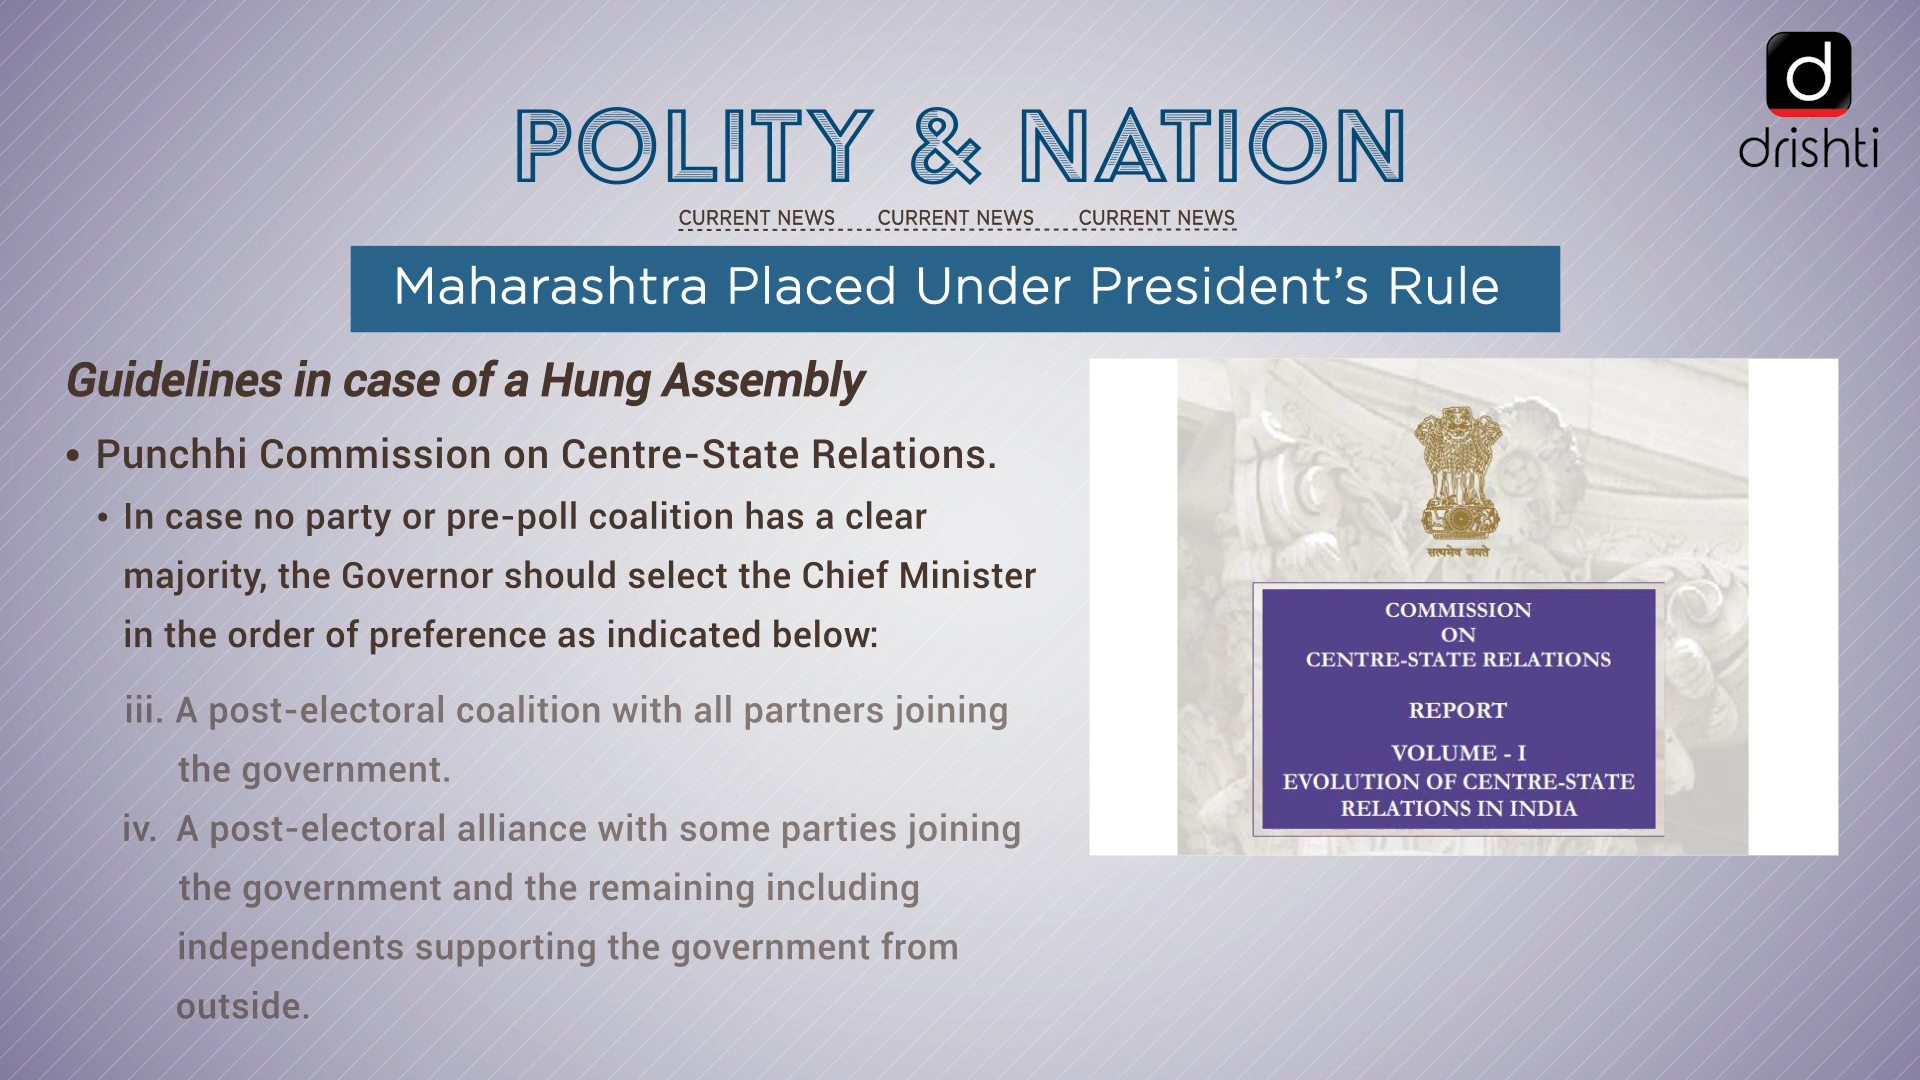 drishti
POLITY & NATION
CURRENT NEWS CURRENT NEWS CURRENT NEWS
Maharashtra Placed Under President’s Rule
Guidelines in case of a Hung Assembly
• Punchhi Commission on Centre-State Relations.
• In case no party or pre-poll coalition has a clear
majority, the Governor should select the Chief Minister
in the order of preference as indicated below:
iii. A post-electoral coalition with all partners joining
the government.
iv. A post-electoral alliance with some parties joining
the government and the remaining including
independents supporting the government from
outside.
सत्यमेव जयते
COMMISSION
ON
CENTRE-STATE RELATIONS
REPORT
VOLUME - I
EVOLUTION OF CENTRE-STATE
RELATIONS IN INDIA